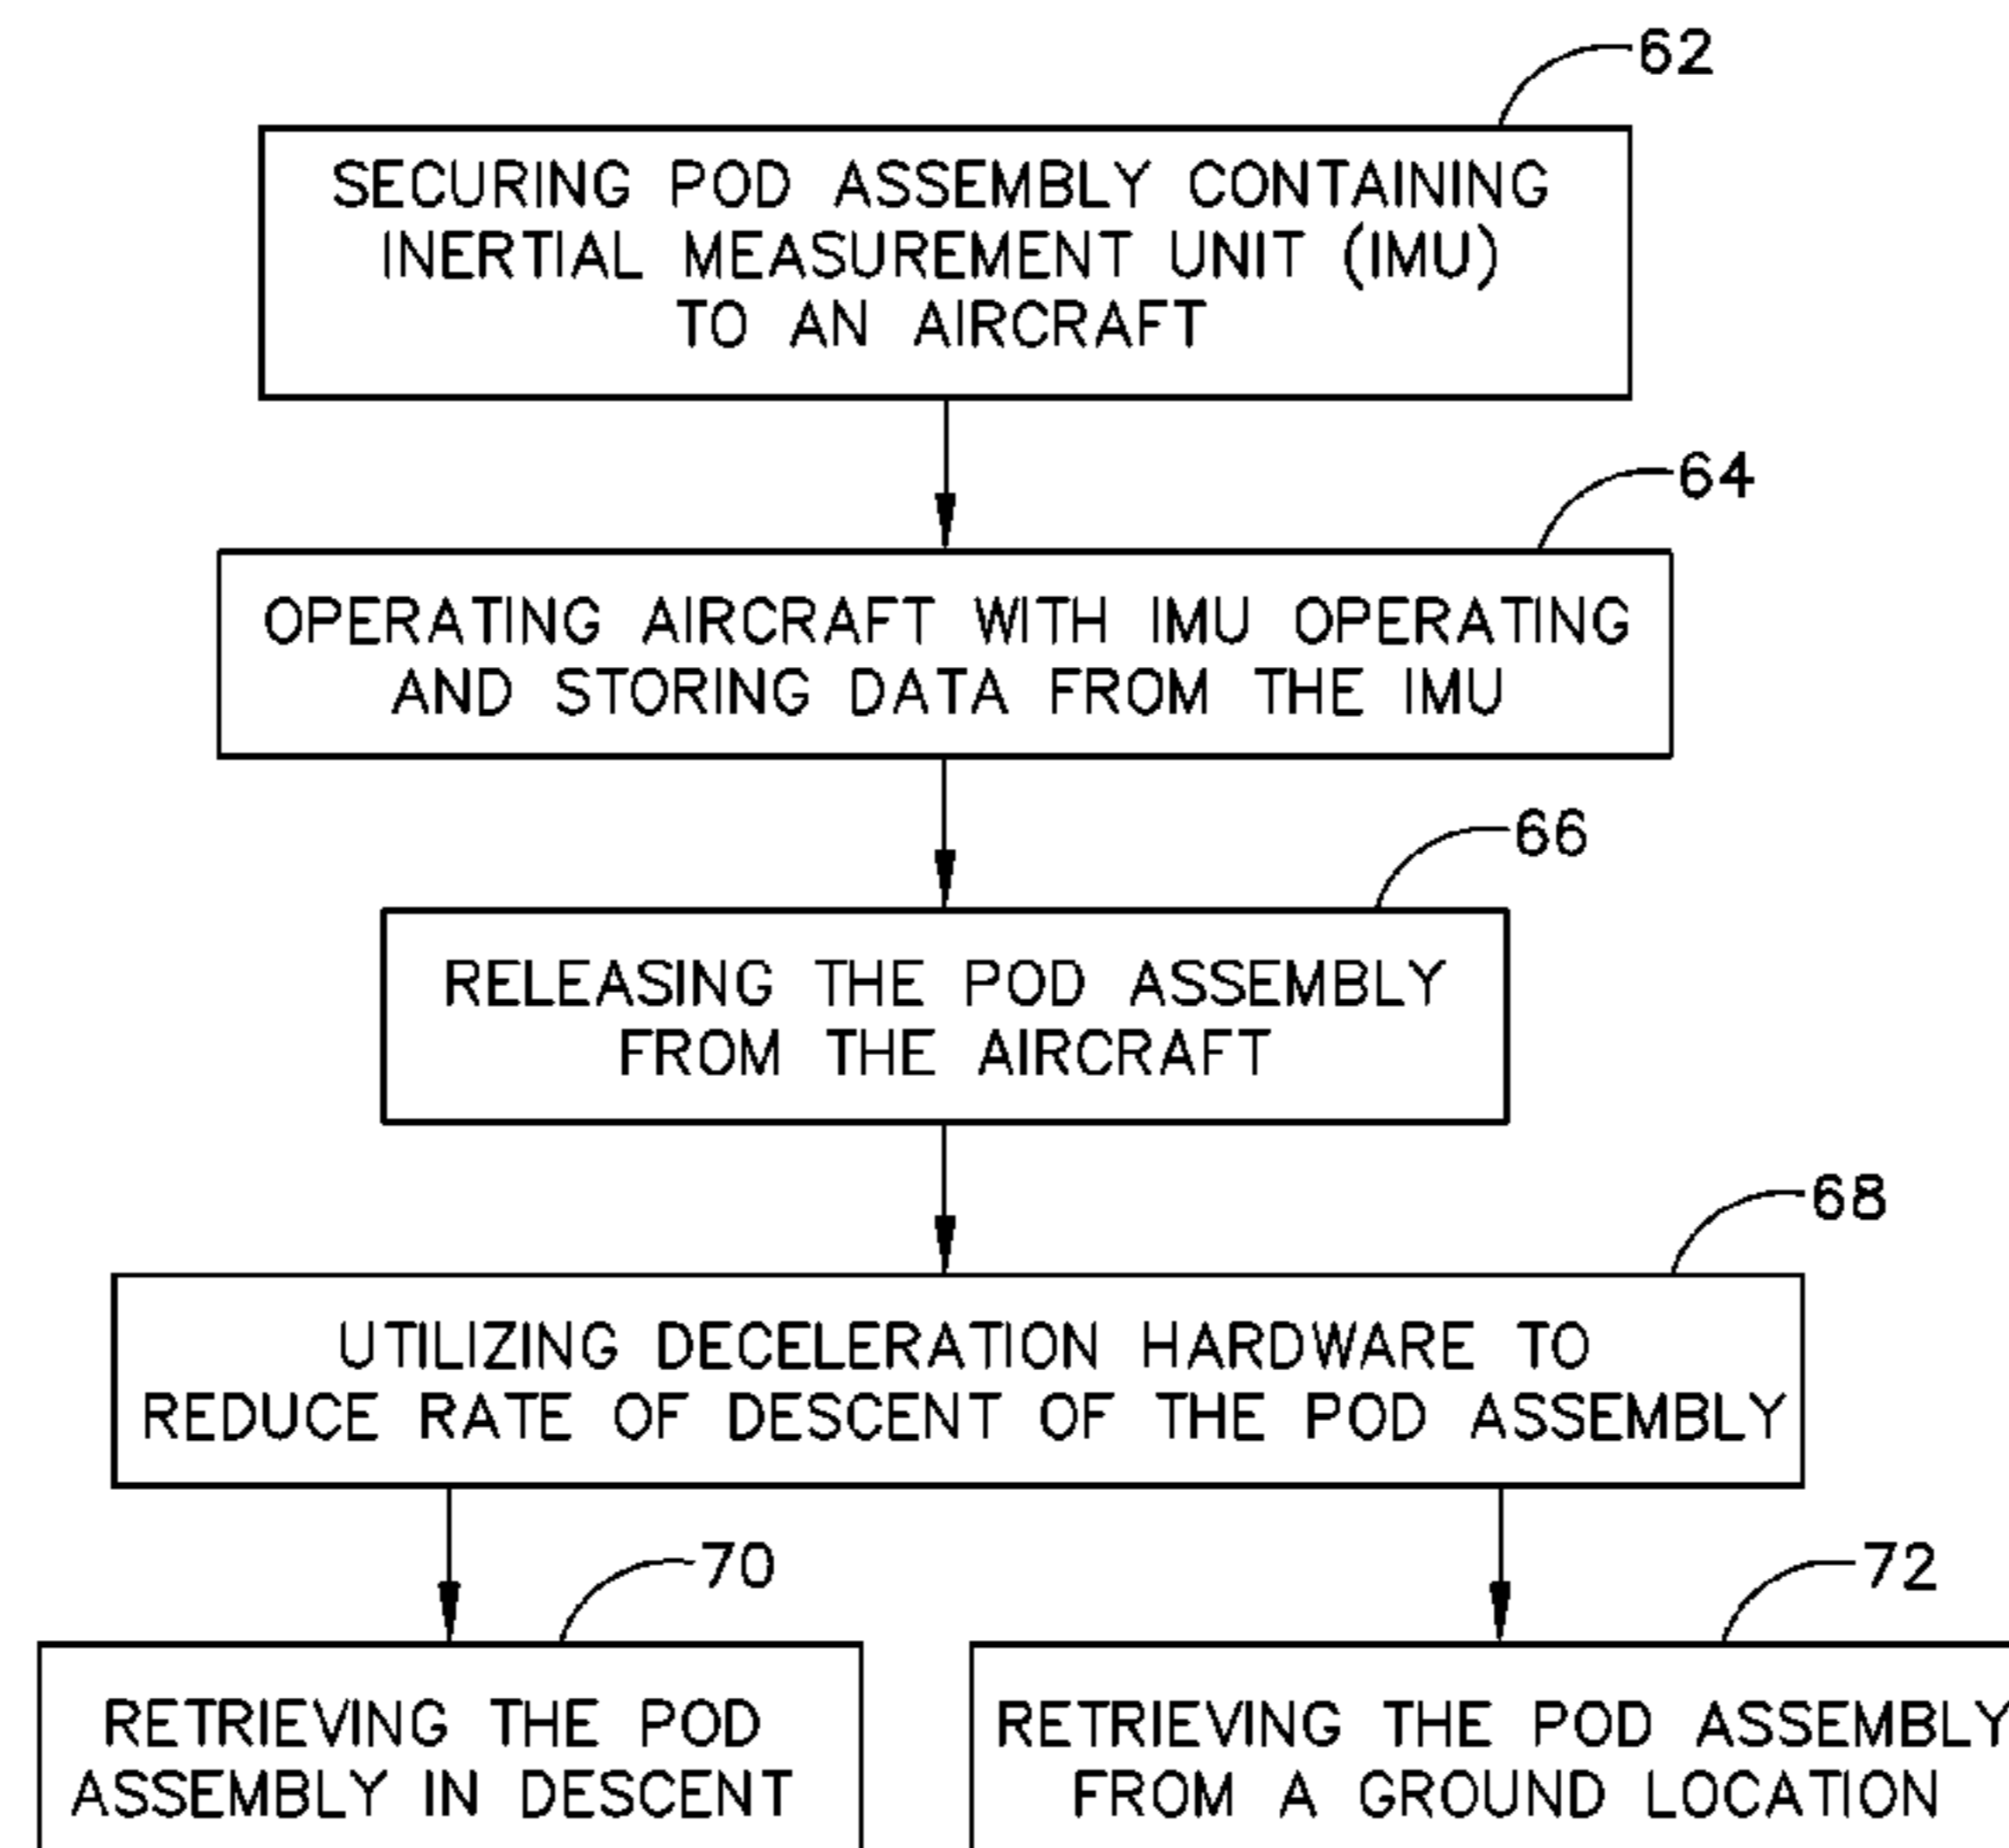 62
SECURING POD ASSEMBLY CONTAINING
INERTIAL MEASUREMENT UNIT (IMU)
TO AN AIRCRAFT
64
OPERATING AIRCRAFT WITH IMU OPERATING
AND STORING DATA FROM THE IMU
66
RELEASING THE POD ASSEMBLY
FROM THE AIRCRAFT
68
UTILIZING DECELERATION HARDWARE TO
REDUCE RATE OF DESCENT OF THE POD ASSEMBLY
70
RETRIEVING THE POD
ASSEMBLY IN DESCENT
72
RETRIEVING THE POD ASSEMBLY
FROM A GROUND LOCATION